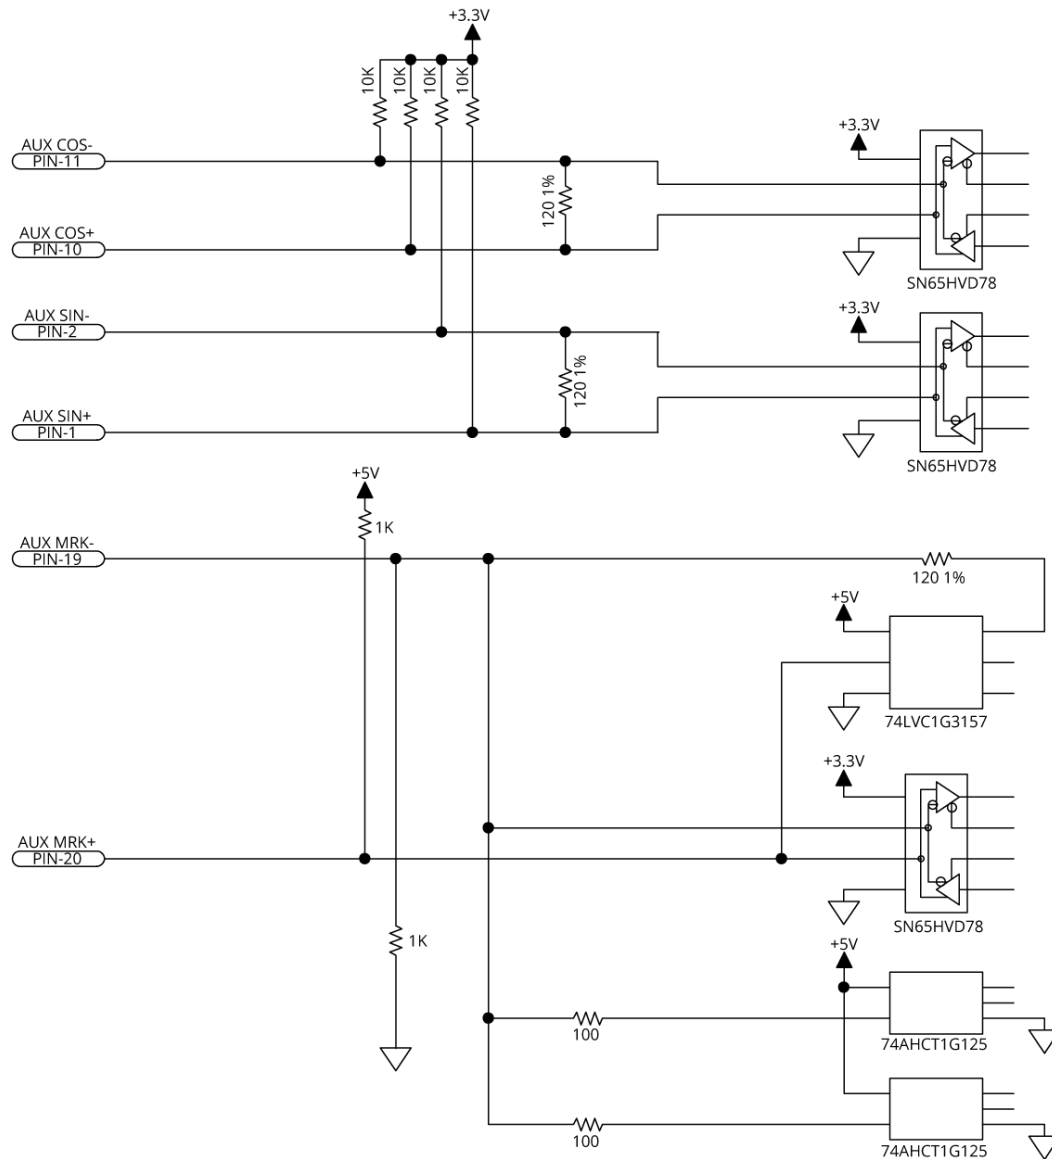 +3.3V
10K
10K
10K
10K
AUX COS-
PIN-11
+3.3V
120 1%
SN65HVD78
AUX COS+
PIN-10
AUX SIN-
PIN-2
+3.3V
120 1%
SN65HVD78
AUX SIN+
PIN-1
+5V
1K
AUX MRK-
PIN-19
120 1%
+5V
74LVC1G3157
+3.3V
AUX MRK+
PIN-20
SN65HVD78
1K
+5V
100
74AHCT1G125
100
74AHCT1G125